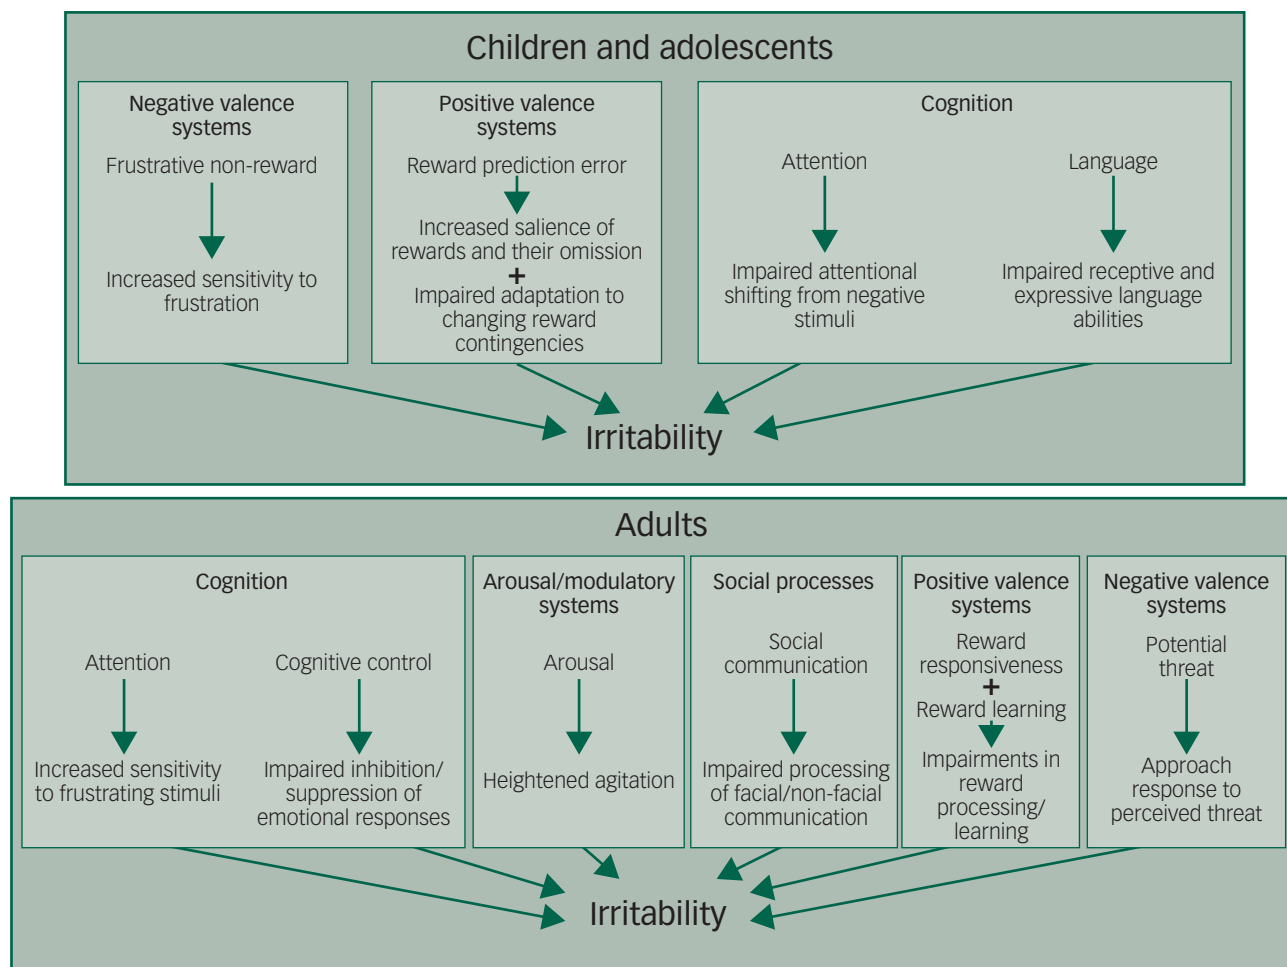 Children and adolescents
Negative valence
systems
Frustrative non-reward
Increased sensitivity to
frustration
Positive valence
systems
Reward prediction error
Increased salience of
rewards and their omission
+
Impaired adaptation to
changing reward
contingencies
Cognition
Attention
Impaired attentional
shifting from negative
stimuli
Language
Impaired receptive and
expressive language
abilities
Irritability
Adults
Cognition
Attention
Increased sensitivity
to frustrating stimuli
Cognitive control
Impaired inhibition/
suppression of
emotional responses
Arousal/modulatory
systems
Arousal
Heightened agitation
Social processes
Social
communication
Impaired processing
of facial/non-facial
communication
Positive valence
systems
Reward
responsiveness
+
Reward learning
Impairments in
reward
processing/
learning
Negative valence
systems
Potential
threat
Approach
response to
perceived threat
Irritability